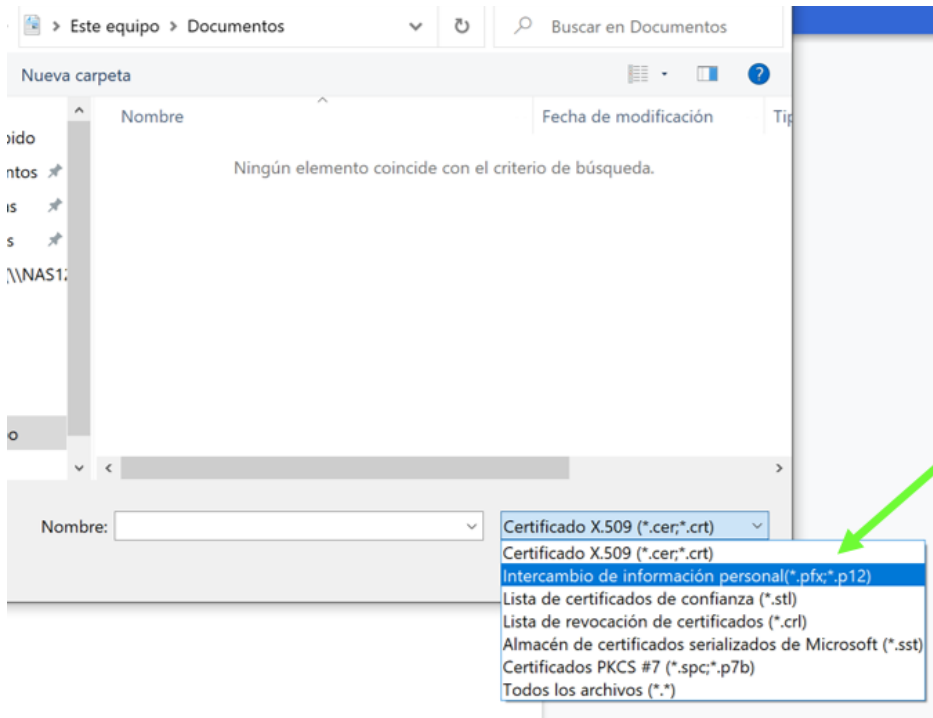 Este equipo > Documentos
Buscar en Documentos
Nueva carpeta
Nombre
Fecha de modificación
Ningún elemento coincide con el criterio de búsqueda.
Nombre:
Certificado X.509 (*.cer;*.crt)
Certificado X.509 (*.cer;*.crt)
Intercambio de información personal(*.pfx;*.p12)
Lista de certificados de confianza (*.stl)
Lista de revocación de certificados (*.crl)
Almacén de certificados serializados de Microsoft (*.sst)
Certificados PKCS #7 (*.spc;*.p7b)
Todos los archivos (*.*)